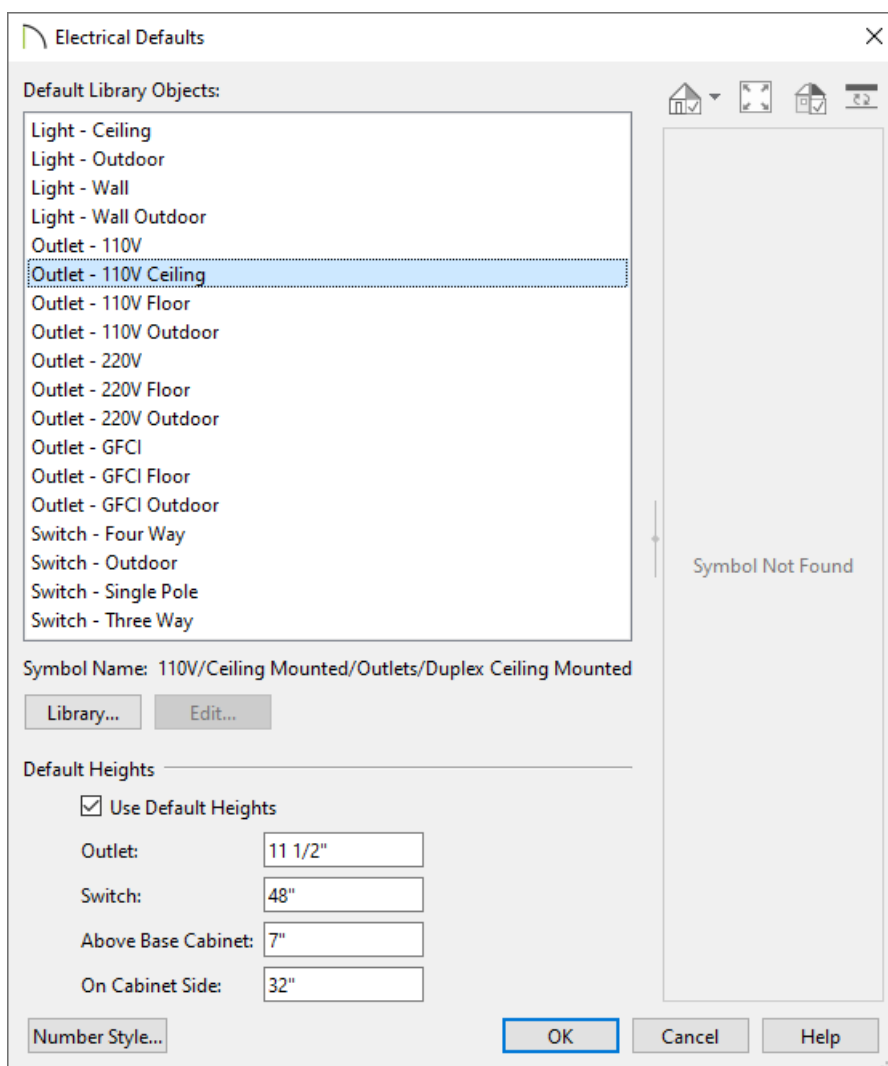 Electrical Defaults
Default Library Objects:
Light - Ceiling
Light - Outdoor
Light - Wall
Light - Wall Outdoor
Outlet - 110V
Outlet - 110V Ceiling
Outlet - 110V Floor
Outlet - 110V Outdoor
Outlet - 220V
Outlet - 220V Floor
Outlet - 220V Outdoor
Outlet - GFCI
Outlet - GFCI Floor
Outlet - GFCI Outdoor
Switch - Four Way
Switch - Outdoor
Switch - Single Pole
Switch - Three Way
Symbol Not Found
Symbol Name: 110V/Ceiling Mounted/Outlets/Duplex Ceiling Mounted
Library... Edit...
Default Heights
Use Default Heights
Outlet: 11 1/2"
Switch: 48"
Above Base Cabinet: 7"
On Cabinet Side: 32"
Number Style... OK Cancel Help